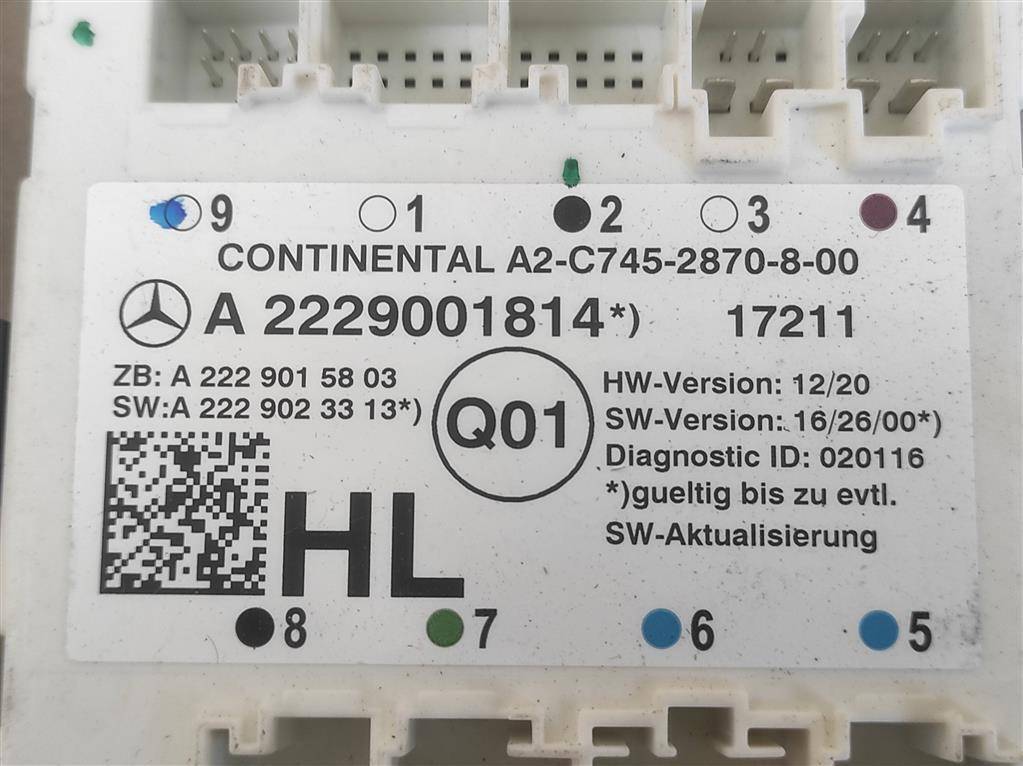 9 1 2 3 4
CONTINENTAL A2-C745-2870-8-00
A 2229001814*) 17211
ZB: A 222 901 58 03
SW:A 222 902 33 13*)
Q01
HW-Version: 12/20
SW-Version: 16/26/00*)
Diagnostic ID: 020116
*)gueltig bis zu evtl.
SW-Aktualisierung
HL
8 7 6 5